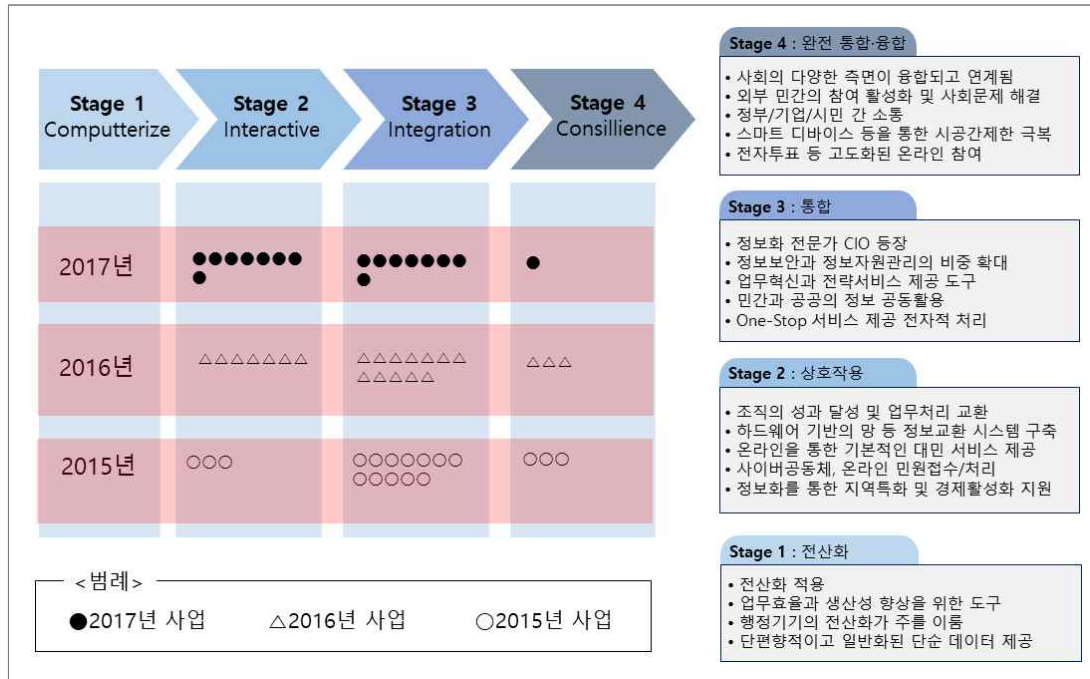 Stage 1
Computterize
Stage 2
Interactive
Stage 3
Integration
Stage 4
Consillience
2017년
●●●●●●●
●
●●●●●●●
●
●
2016년
△△△△△△△
△△△△△△△
△△△△△
△△△
2015년
○○○
○○○○○○○
○○○○○
○○○
<범례>
●2017년 사업
△2016년 사업
○2015년 사업
Stage 4 : 완전 통합·융합
• 사회의 다양한 측면이 융합되고 연계됨
• 외부 민간의 참여 활성화 및 사회문제 해결
• 정부/기업/시민 간 소통
• 스마트 디바이스 등을 통한 시공간제한 극복
• 전자투표 등 고도화된 온라인 참여
Stage 3 : 통합
• 정보화 전문가 CIO 등장
• 정보보안과 정보자원관리의 비중 확대
• 업무혁신과 전략서비스 제공 도구
• 민간과 공공의 정보 공동활용
• One-Stop 서비스 제공 전자적 처리
Stage 2 : 상호작용
• 조직의 성과 달성 및 업무처리 교환
• 하드웨어 기반의 망 등 정보교환 시스템 구축
• 온라인을 통한 기본적인 대민 서비스 제공
• 사이버공동체, 온라인 민원접수/처리
• 정보화를 통한 지역특화 및 경제활성화 지원
Stage 1 : 전산화
• 전산화 적용
• 업무효율과 생산성 향상을 위한 도구
• 행정기기의 전산화가 주를 이룸
• 단편향적이고 일반화된 단순 데이터 제공